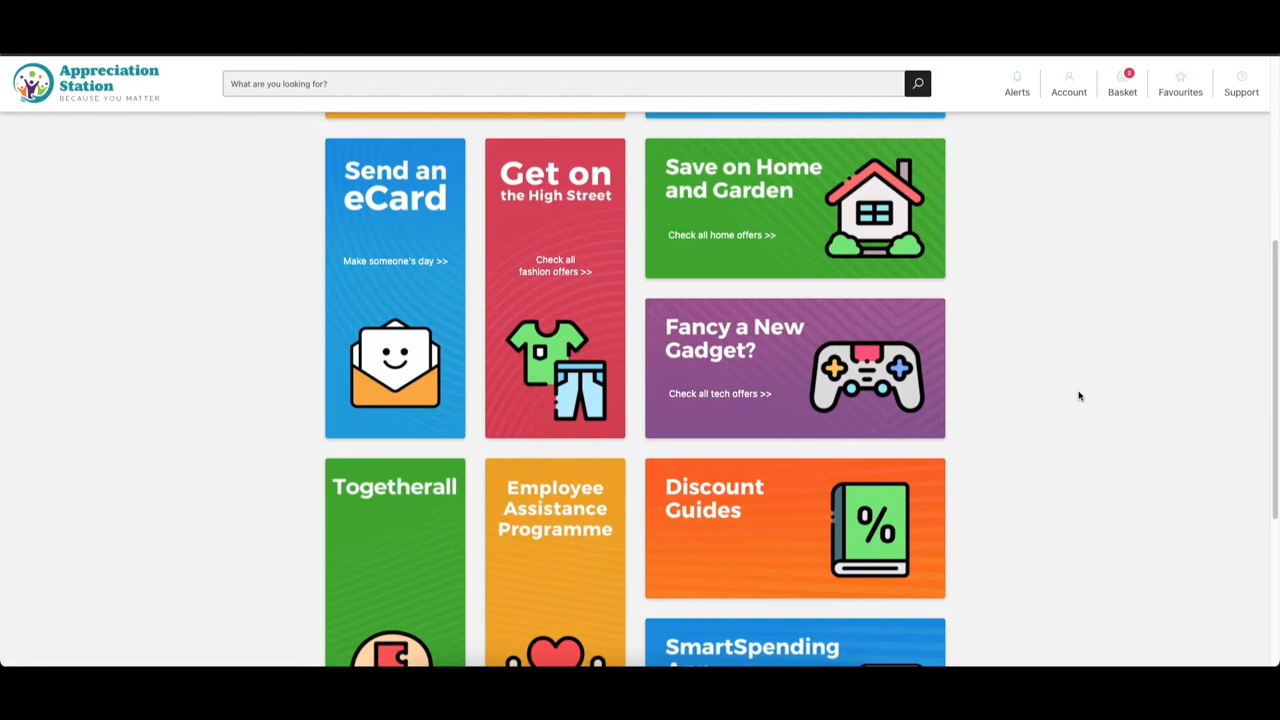 Appreciation
Station
BECAUSE YOU MATTER
What are you looking for?
Alerts
Account
2
Basket
Favourites
Support
Send an
eCard
Make someone's day >>
Get on
the High Street
Check all
fashion offers >>
Save on Home
and Garden
Check all home offers >>
Fancy a New
Gadget?
Check all tech offers >>
Togetherall
Employee
Assistance
Programme
Discount
Guides
%
SmartSpending